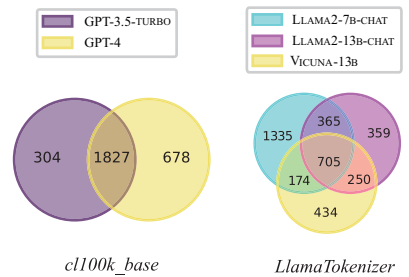 GPT-3.5-TURBO
GPT-4
LLAMA2-7B-CHAT
LLAMA2-13B-CHAT
VICUNA-13B
304 1827 678
1335 365 359
705
174 250
434
cl100k_base
LlamaTokenizer